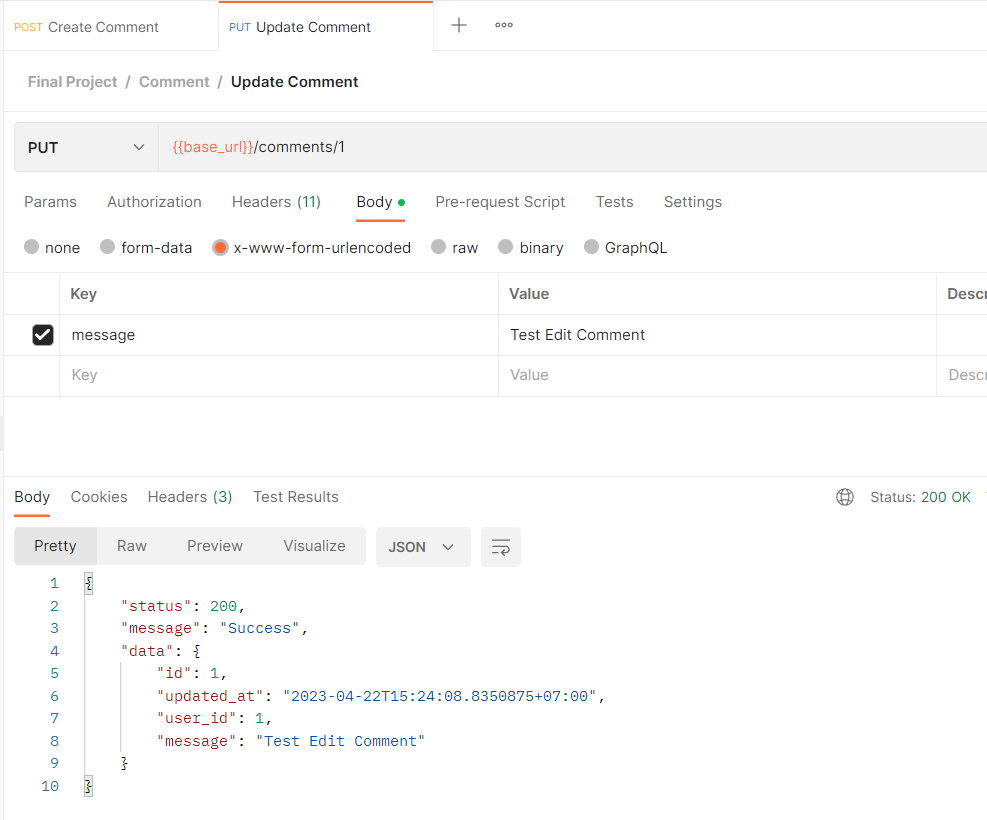 POST Create Comment PUT Update Comment
Final Project / Comment / Update Comment
PUT {{base_url}}/comments/1
Params Authorization Headers (11) Body Pre-request Script Tests Settings
none form-data x-www-form-urlencoded raw binary GraphQL
Key Value Descr
message Test Edit Comment
Key Value Descr
Body Cookies Headers (3) Test Results Status: 200 OK
Pretty Raw Preview Visualize JSON
1 {
2 "status": 200,
3 "message": "Success",
4 "data": {
5 "id": 1,
6 "updated_at": "2023-04-22T15:24:08.8350875+07:00",
7 "user_id": 1,
8 "message": "Test Edit Comment"
9 }
10 }